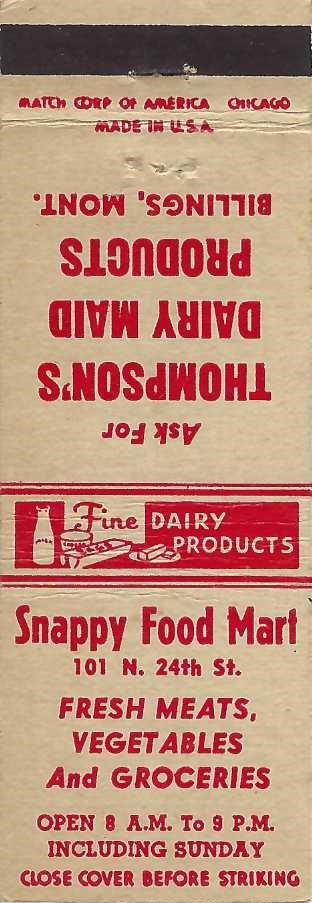 MATCH CORP OF AMERICA CHICAGO
MADE IN U.S.A.
Ask For
THOMPSON'S
DAIRY MAID
PRODUCTS
BILLINGS, MONT.
Fine DAIRY
PRODUCTS
MILK
Snappy Food Mart
101 N. 24th St.
FRESH MEATS,
VEGETABLES
And GROCERIES
OPEN 8 A.M. To 9 P.M.
INCLUDING SUNDAY
CLOSE COVER BEFORE STRIKING